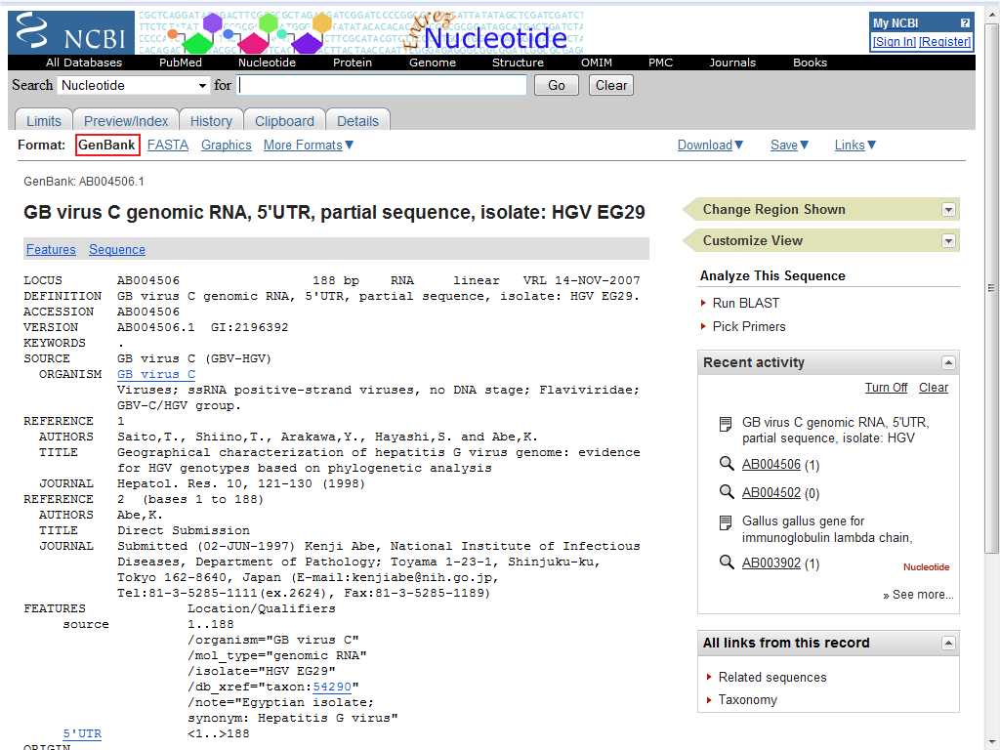 NCBI
Entrez
Nucleotide
My NCBI ?
[Sign In] [Register]
All Databases PubMed Nucleotide Protein Genome Structure OMIM PMC Journals Books
Search Nucleotide for Go Clear
Limits Preview/Index History Clipboard Details
Format: GenBank FASTA Graphics More Formats▼ Download▼ Save▼ Links▼
GenBank: AB004506.1
GB virus C genomic RNA, 5'UTR, partial sequence, isolate: HGV EG29
Features Sequence
LOCUS AB004506 188 bp RNA linear VRL 14-NOV-2007
DEFINITION GB virus C genomic RNA, 5'UTR, partial sequence, isolate: HGV EG29.
ACCESSION AB004506
VERSION AB004506.1 GI:2196392
KEYWORDS .
SOURCE GB virus C (GBV-HGV)
ORGANISM GB virus C
Viruses; ssRNA positive-strand viruses, no DNA stage; Flaviviridae;
GBV-C/HGV group.
REFERENCE 1
AUTHORS Saito,T., Shiino,T., Arakawa,Y., Hayashi,S. and Abe,K.
TITLE Geographical characterization of hepatitis G virus genome: evidence
for HGV genotypes based on phylogenetic analysis
JOURNAL Hepatol. Res. 10, 121-130 (1998)
REFERENCE 2 (bases 1 to 188)
AUTHORS Abe,K.
TITLE Direct Submission
JOURNAL Submitted (02-JUN-1997) Kenji Abe, National Institute of Infectious
Diseases, Department of Pathology; Toyama 1-23-1, Shinjuku-ku,
Tokyo 162-8640, Japan (E-mail:kenjiabe@nih.go.jp,
Tel:81-3-5285-1111(ex.2624), Fax:81-3-5285-1189)
FEATURES Location/Qualifiers
source 1..188
/organism="GB virus C"
/mol_type="genomic RNA"
/isolate="HGV EG29"
/db_xref="taxon:54290"
/note="Egyptian isolate;
synonym: Hepatitis G virus"
5'UTR <1..>188
ORIGIN
Change Region Shown
Customize View
Analyze This Sequence
Run BLAST
Pick Primers
Recent activity
Turn Off Clear
GB virus C genomic RNA, 5'UTR,
partial sequence, isolate: HGV
AB004506 (1)
AB004502 (0)
Gallus gallus gene for
immunoglobulin lambda chain,
AB003902 (1)
Nucleotide
» See more...
All links from this record
Related sequences
Taxonomy